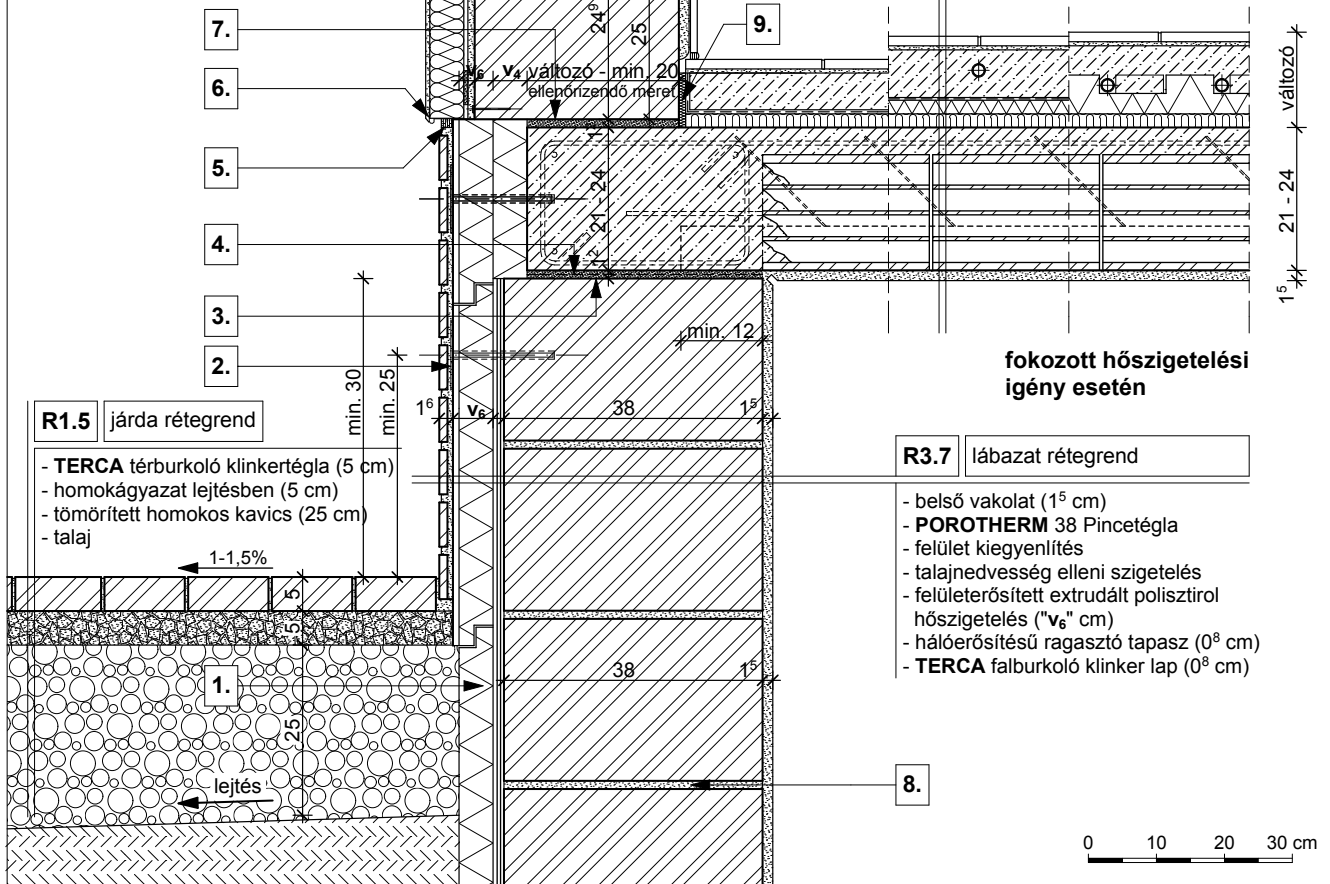 7.
9.
24⁹
25
v₆
v₄
változó - min. 20
ellenőrizendő méret
6.
5.
4.
3.
2.
változó
21 - 24
1⁵
1²
21 - 24
1²
min. 12
min. 30
min. 25
fokozott hőszigetelési
igény esetén
1⁶
v₆
38
1⁵
R1.5 járda rétegrend
- TERCA térburkoló klinkertégla (5 cm)
- homokágyazat lejtésben (5 cm)
- tömörített homokos kavics (25 cm)
- talaj
R3.7 lábazat rétegrend
- belső vakolat (1⁵ cm)
- POROTHERM 38 Pincetégla
- felület kiegyenlítés
- talajnedvesség elleni szigetelés
- felületerősített extrudált polisztirol
hőszigetelés ("v₆" cm)
- hálóerősítésű ragasztó tapasz (0⁸ cm)
- TERCA falburkoló klinker lap (0⁸ cm)
1-1,5%
5
5
25
1.
38
1⁵
lejtés
8.
0 10 20 30 cm